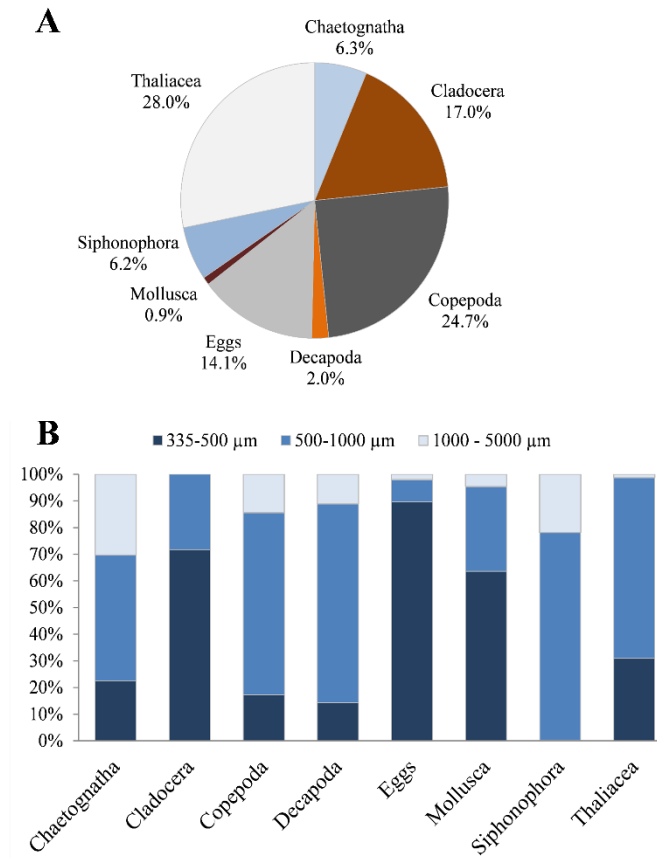 A
Chaetognatha
6.3%
Thaliacea
28.0%
Cladocera
17.0%
Siphonophora
6.2%
Mollusca
0.9%
Copepoda
24.7%
Eggs
14.1%
Decapoda
2.0%
B
335-500 µm 500-1000 µm 1000 - 5000 µm
100%
90%
80%
70%
60%
50%
40%
30%
20%
10%
0%
Chaetognatha
Cladocera
Copepoda
Decapoda
Eggs
Mollusca
Siphonophora
Thaliacea